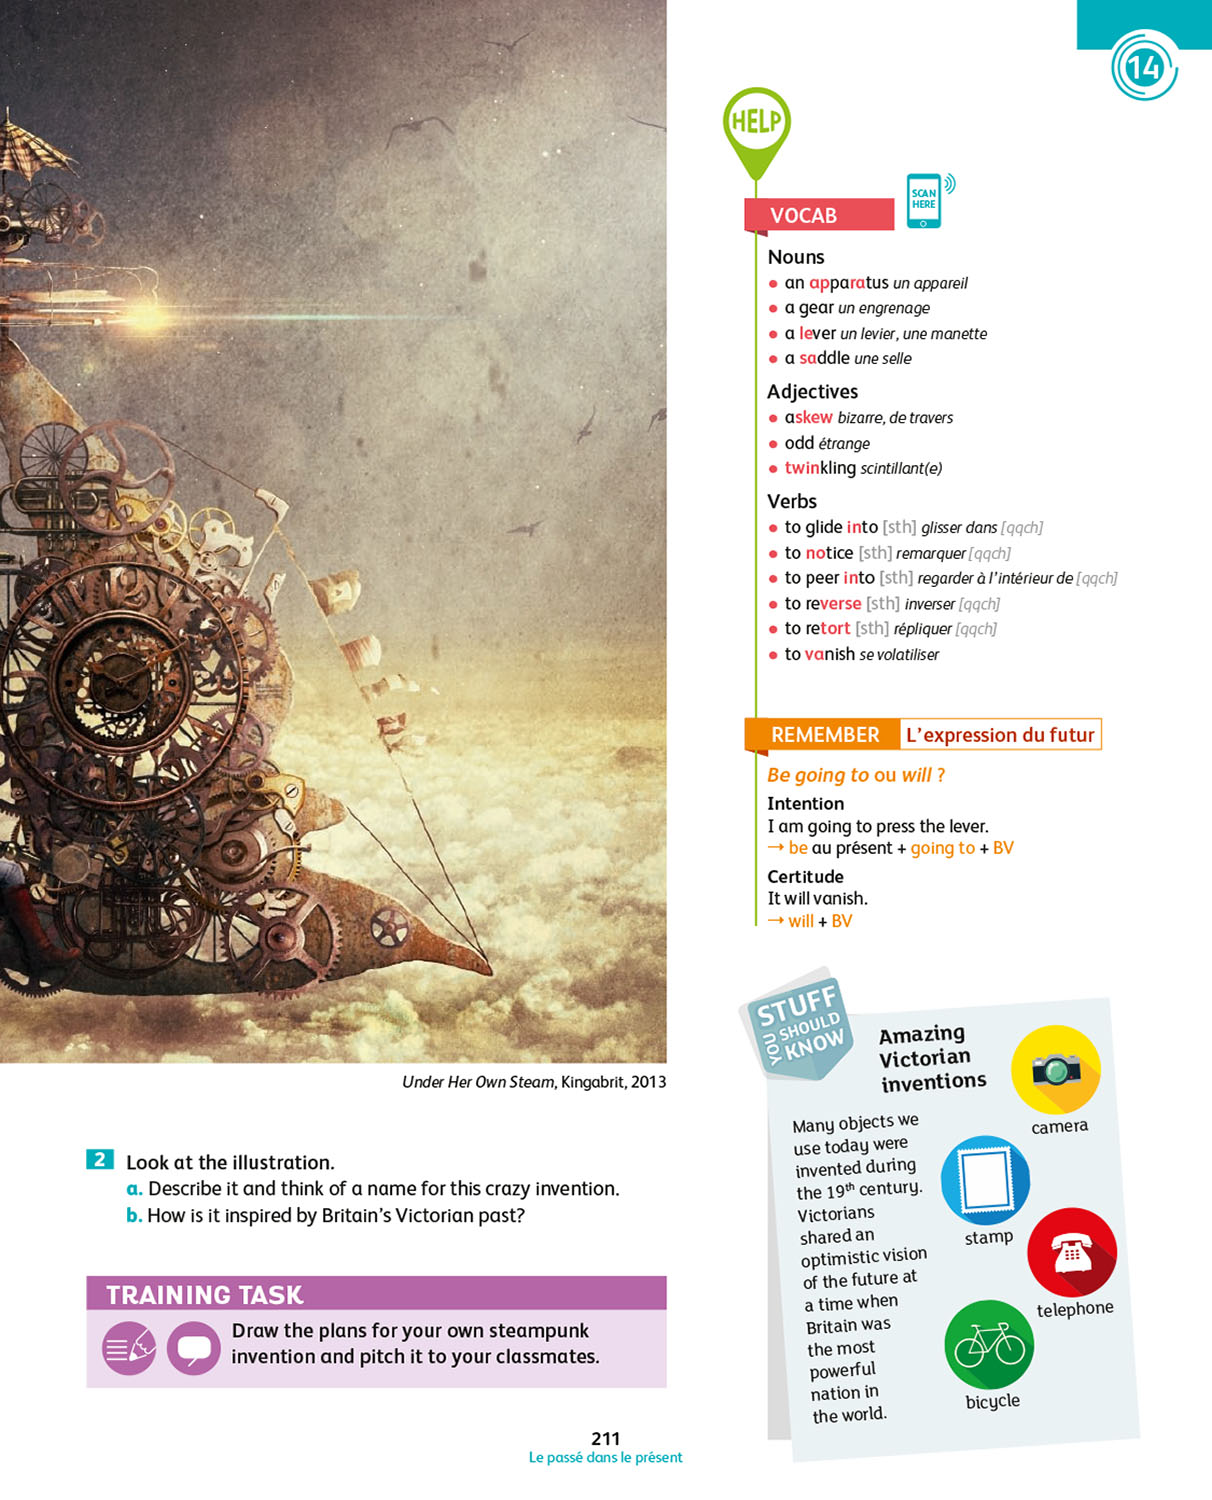 14
HELP
SCAN
HERE
VOCAB
Nouns
• an apparatus un appareil
• a gear un engrenage
• a lever un levier, une manette
• a saddle une selle
Adjectives
• askew bizarre, de travers
• odd étrange
• twinkling scintillant(e)
Verbs
• to glide into [sth] glisser dans [qqch]
• to notice [sth] remarquer [qqch]
• to peer into [sth] regarder à l'intérieur de [qqch]
• to reverse [sth] inverser [qqch]
• to retort [sth] répliquer [qqch]
• to vanish se volatiliser
REMEMBER L'expression du futur
Be going to ou will ?
Intention
I am going to press the lever.
→ be au présent + going to + BV
Certitude
It will vanish.
→ will + BV
STUFF
YOU SHOULD
KNOW
Amazing
Victorian
inventions
Many objects we
use today were
invented during
the 19th century.
Victorians
shared an
optimistic vision
of the future at
a time when
Britain was
the most
powerful
nation in
the world.
camera
stamp
telephone
bicycle
Under Her Own Steam, Kingabrit, 2013
2 Look at the illustration.
a. Describe it and think of a name for this crazy invention.
b. How is it inspired by Britain's Victorian past?
TRAINING TASK
Draw the plans for your own steampunk
invention and pitch it to your classmates.
211
Le passé dans le présent